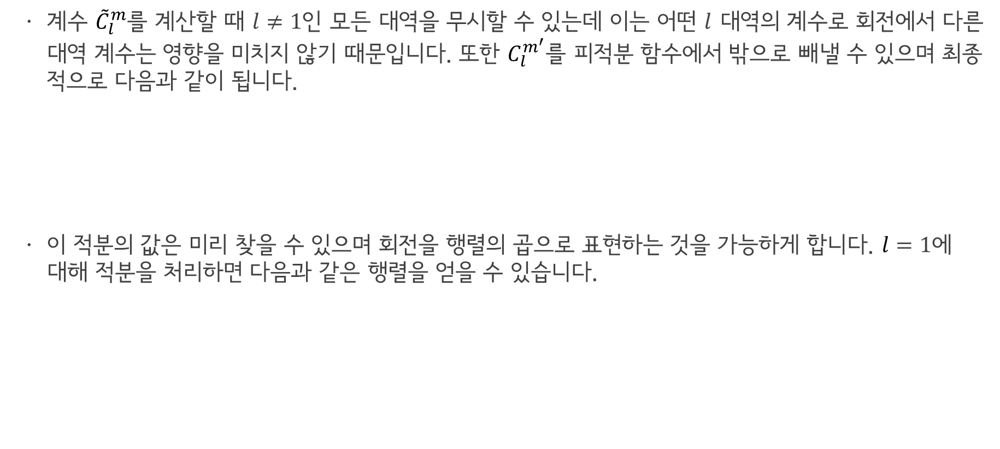 · 계수 $\tilde{C}_l^m$를 계산할 때 $l \neq 1$인 모든 대역을 무시할 수 있는데 이는 어떤 $l$ 대역의 계수로 회전에서 다른
대역 계수는 영향을 미치지 않기 때문입니다. 또한 $C_l^{m'}$를 피적분 함수에서 밖으로 빼낼 수 있으며 최종
적으로 다음과 같이 됩니다.
· 이 적분의 값은 미리 찾을 수 있으며 회전을 행렬의 곱으로 표현하는 것을 가능하게 합니다. $l = 1$에
대해 적분을 처리하면 다음과 같은 행렬을 얻을 수 있습니다.